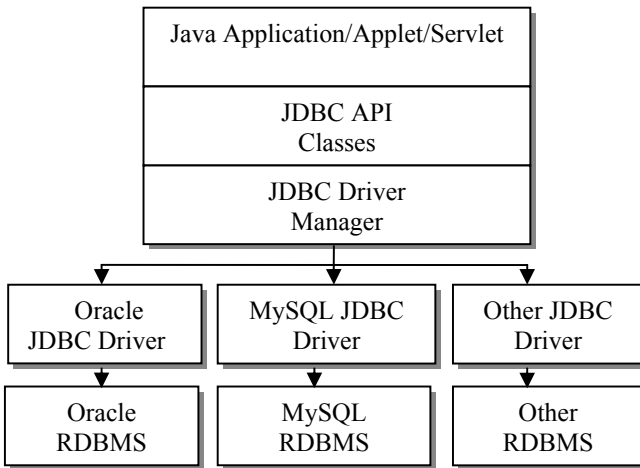 Java Application/Applet/Servlet
JDBC API
Classes
JDBC Driver
Manager
Oracle
JDBC Driver
MySQL JDBC
Driver
Other JDBC
Driver
Oracle
RDBMS
MySQL
RDBMS
Other
RDBMS